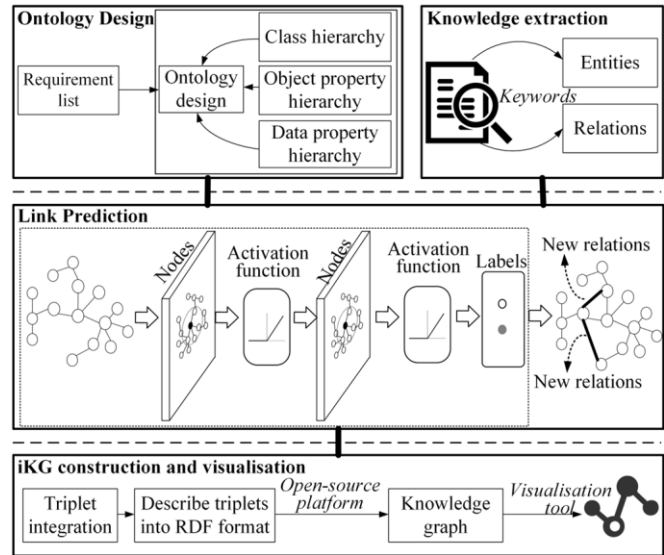 Ontology Design
Requirement
list
Ontology
design
Class hierarchy
Object property
hierarchy
Data property
hierarchy
Knowledge extraction
Keywords
Entities
Relations
Link Prediction
Nodes
Activation
function
Nodes
Activation
function
Labels
New relations
New relations
iKG construction and visualisation
Triplet
integration
Describe triplets
into RDF format
Open-source
platform
Knowledge
graph
Visualisation
tool